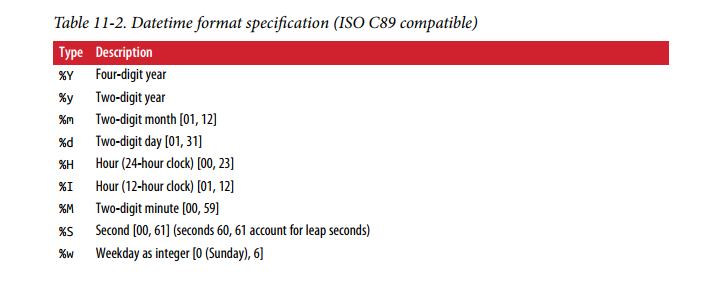 Table 11-2. Datetime format specification (ISO C89 compatible)
Type Description
%Y Four-digit year
%y Two-digit year
%m Two-digit month [01, 12]
%d Two-digit day [01, 31]
%H Hour (24-hour clock) [00, 23]
%I Hour (12-hour clock) [01, 12]
%M Two-digit minute [00, 59]
%S Second [00, 61] (seconds 60, 61 account for leap seconds)
%w Weekday as integer [0 (Sunday), 6]